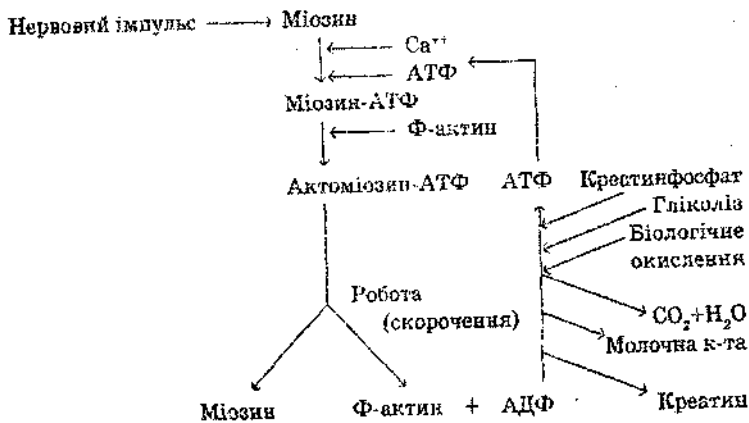 Нервовий імпульс → Міозин
Ca⁺⁺
АТФ
Міозин-АТФ
Ф-актин
Актоміозин-АТФ АТФ Креатинфосфат
Гліколіз
Біологічне
окислення
Робота
(скорочення)
CO₂+H₂O
Молочна к-та
Міозин Ф-актин + АДФ Креатин